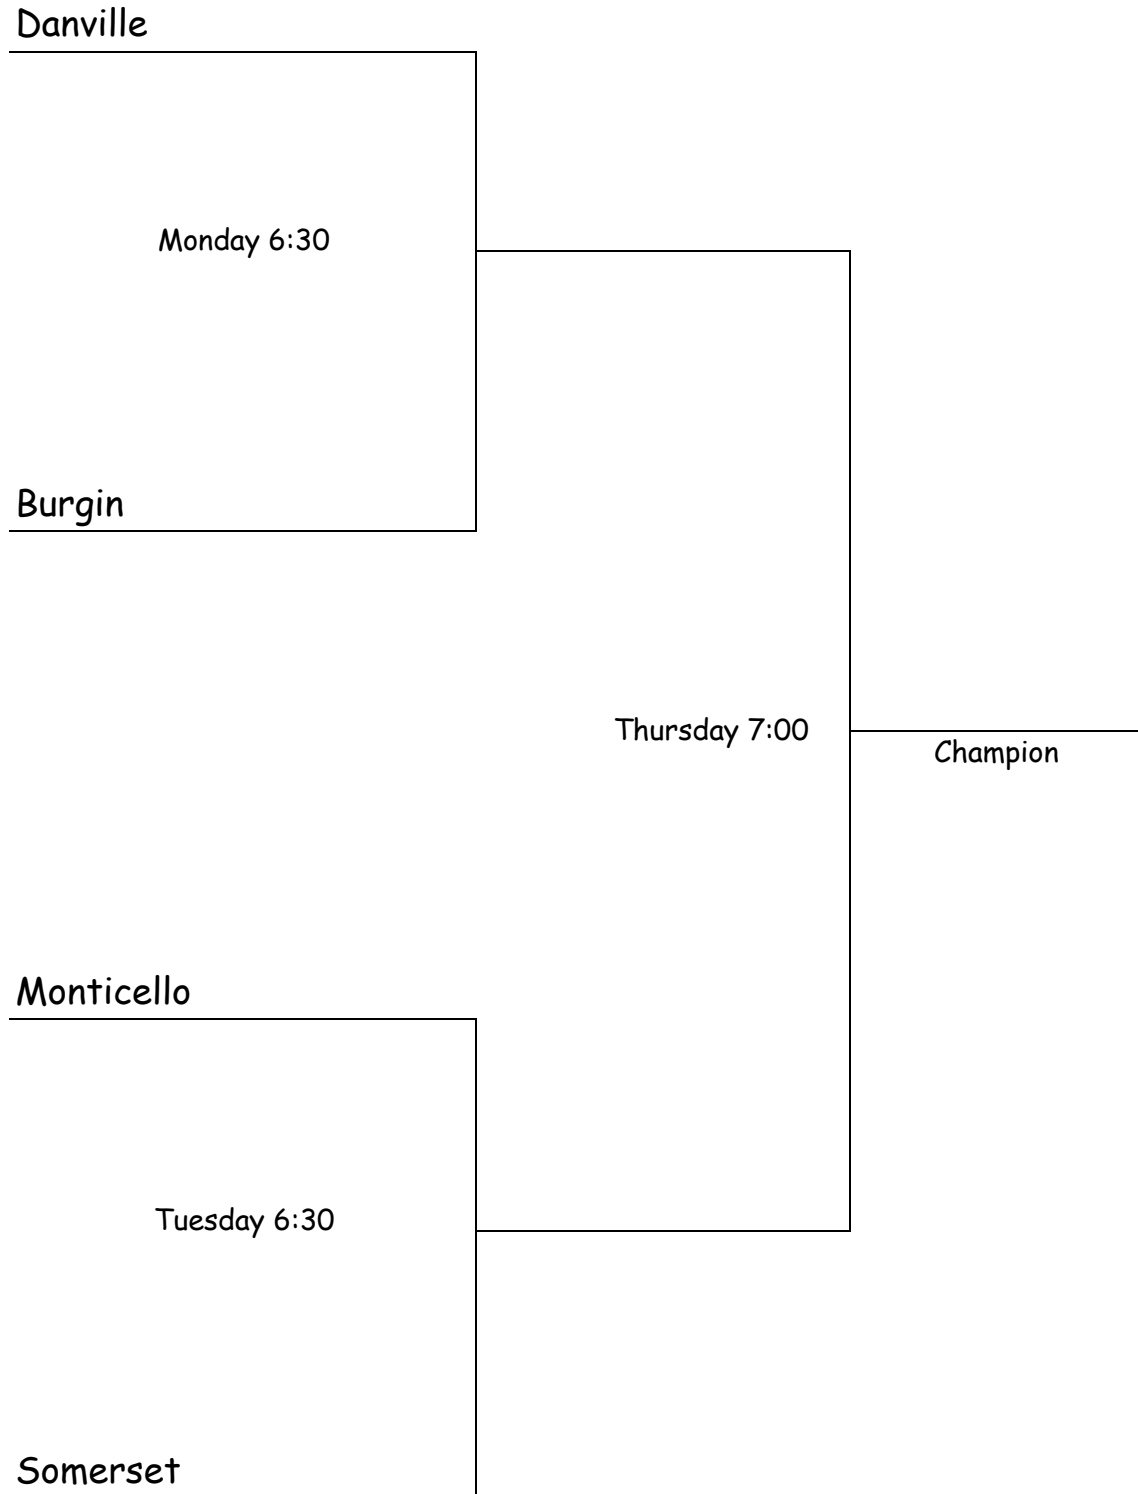 Danville
Monday 6:30
Burgin
Thursday 7:00
Champion
Monticello
Tuesday 6:30
Somerset